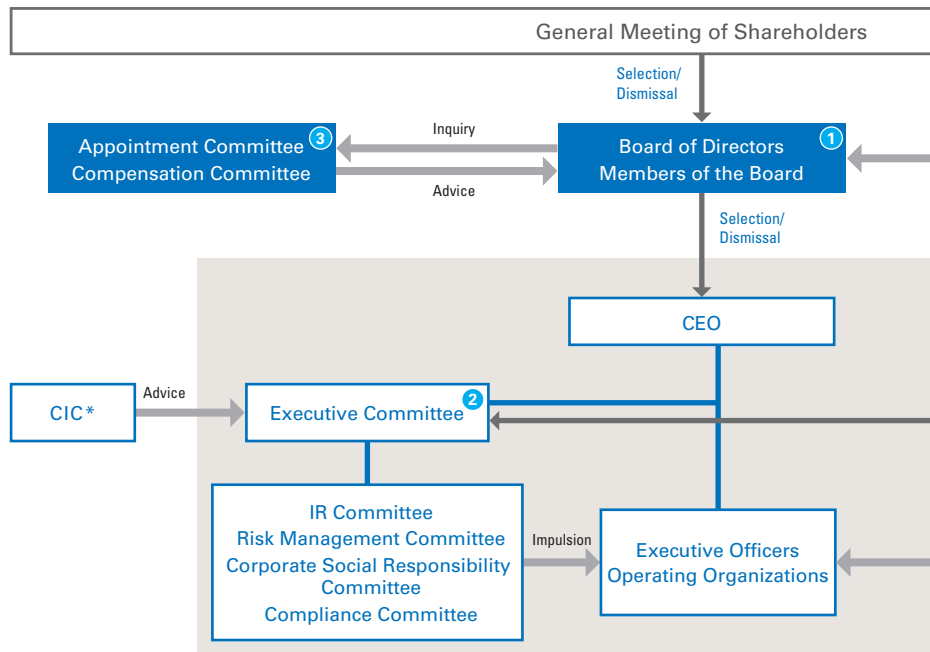 General Meeting of Shareholders
Selection/
Dismissal
Appointment Committee
Compensation Committee
3
Inquiry
Advice
Board of Directors
Members of the Board
1
Selection/
Dismissal
CEO
CIC*
Advice
Executive Committee
2
IR Committee
Risk Management Committee
Corporate Social Responsibility
Committee
Compliance Committee
Impulsion
Executive Officers
Operating Organizations